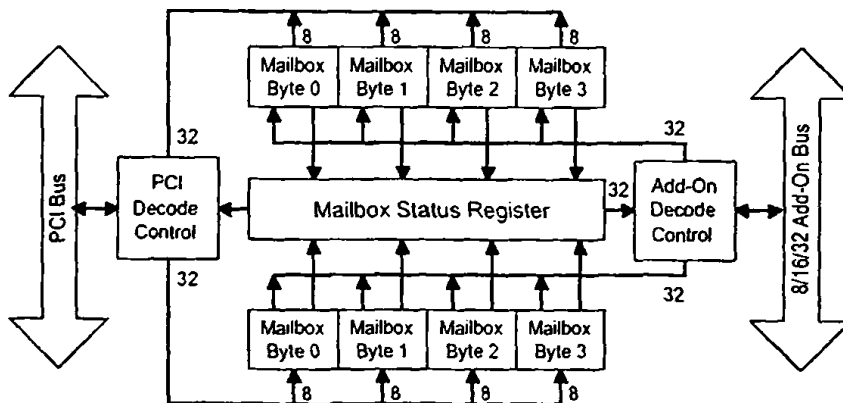 8 8 8 8
Mailbox Byte 0
Mailbox Byte 1
Mailbox Byte 2
Mailbox Byte 3
32
32
PCI Bus
PCI Decode Control
Mailbox Status Register
32
Add-On Decode Control
8/16/32 Add-On Bus
32
32
Mailbox Byte 0
Mailbox Byte 1
Mailbox Byte 2
Mailbox Byte 3
8 8 8 8